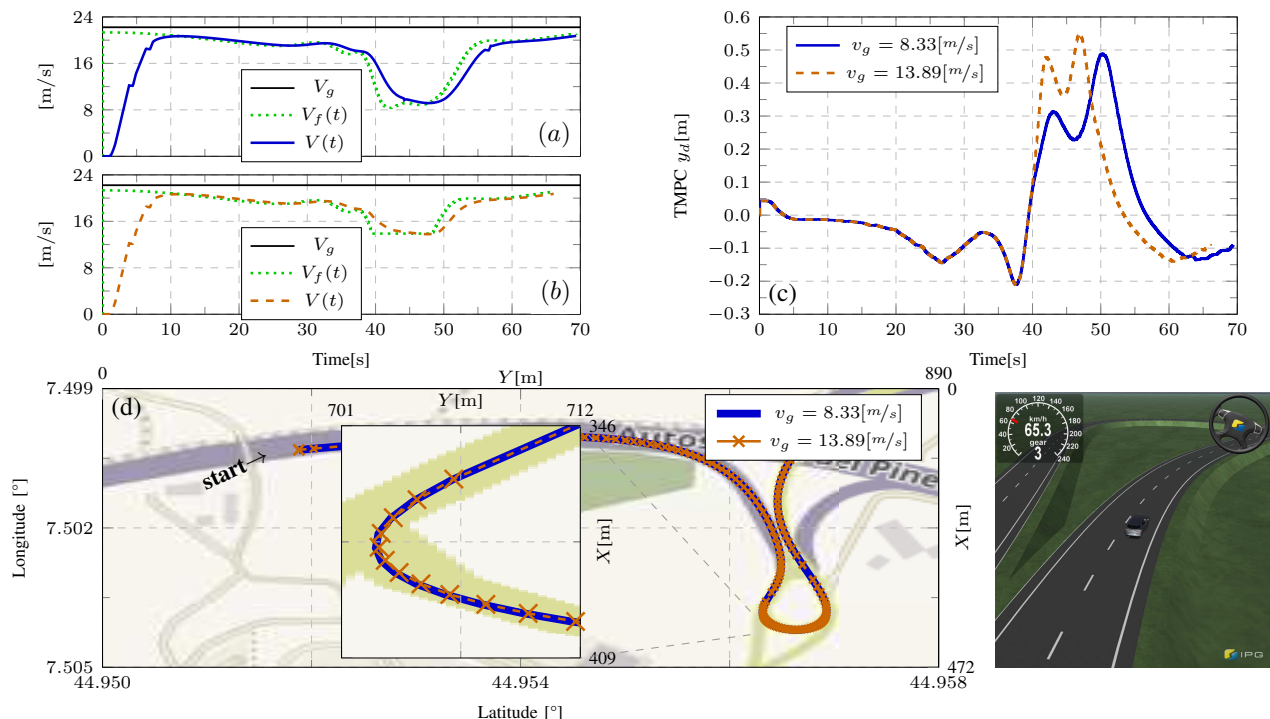 24
16
8
0
[m/s]
V_g
V_f(t)
V(t)
(a)
24
16
8
0
[m/s]
V_g
V_f(t)
V(t)
(b)
0 10 20 30 40 50 60 70
Time[s]
0.6
0.5
0.4
0.3
0.2
0.1
0.0
−0.1
−0.2
−0.3
TMPC y_d[m]
v_g = 8.33[m/s]
v_g = 13.89[m/s]
(c)
0 10 20 30 40 50 60 70
Time[s]
0 Y[m] 890
7.499
7.502
7.505
Longitude [°]
(d)
start→
Y[m]
701 712
346
X[m]
409
v_g = 8.33[m/s]
v_g = 13.89[m/s]
Pine
0
X[m]
472
44.950 44.954 44.958
Latitude [°]
0 20 40 60 80 100 120 140 160 180 200 220 240
km/h
65.3
gear
3
IPG